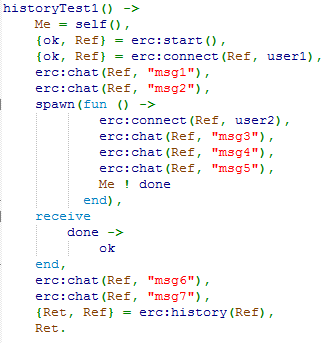 historyTest1() ->
    Me = self(),
    {ok, Ref} = erc:start(),
    {ok, Ref} = erc:connect(Ref, user1),
    erc:chat(Ref, "msg1"),
    erc:chat(Ref, "msg2"),
    spawn(fun () ->
            erc:connect(Ref, user2),
            erc:chat(Ref, "msg3"),
            erc:chat(Ref, "msg4"),
            erc:chat(Ref, "msg5"),
            Me ! done
          end),
    receive
        done ->
            ok
    end,
    erc:chat(Ref, "msg6"),
    erc:chat(Ref, "msg7"),
    {Ret, Ref} = erc:history(Ref),
    Ret.